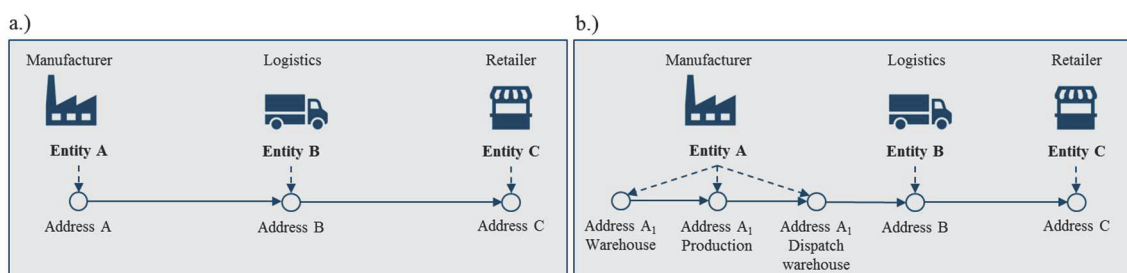 a.)
Manufacturer
Logistics
Retailer
Entity A
Entity B
Entity C
Address A
Address B
Address C
b.)
Manufacturer
Logistics
Retailer
Entity A
Entity B
Entity C
Address A₁
Warehouse
Address A₁
Production
Address A₁
Dispatch
warehouse
Address B
Address C